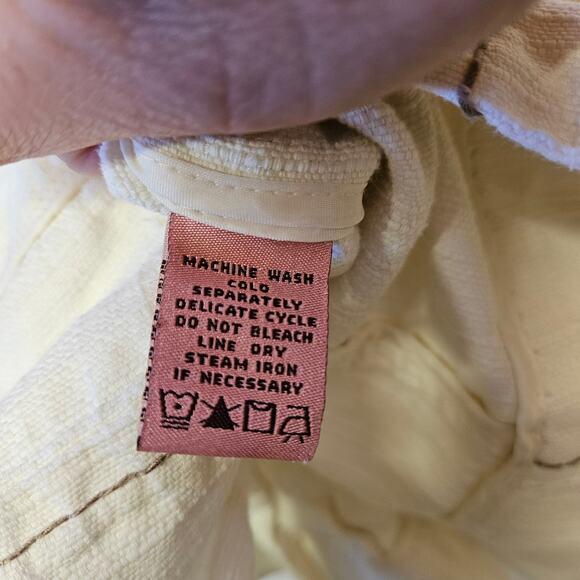 MACHINE WASH
COLD
SEPARATELY
DELICATE CYCLE
DO NOT BLEACH
LINE DRY
STEAM IRON
IF NECESSARY